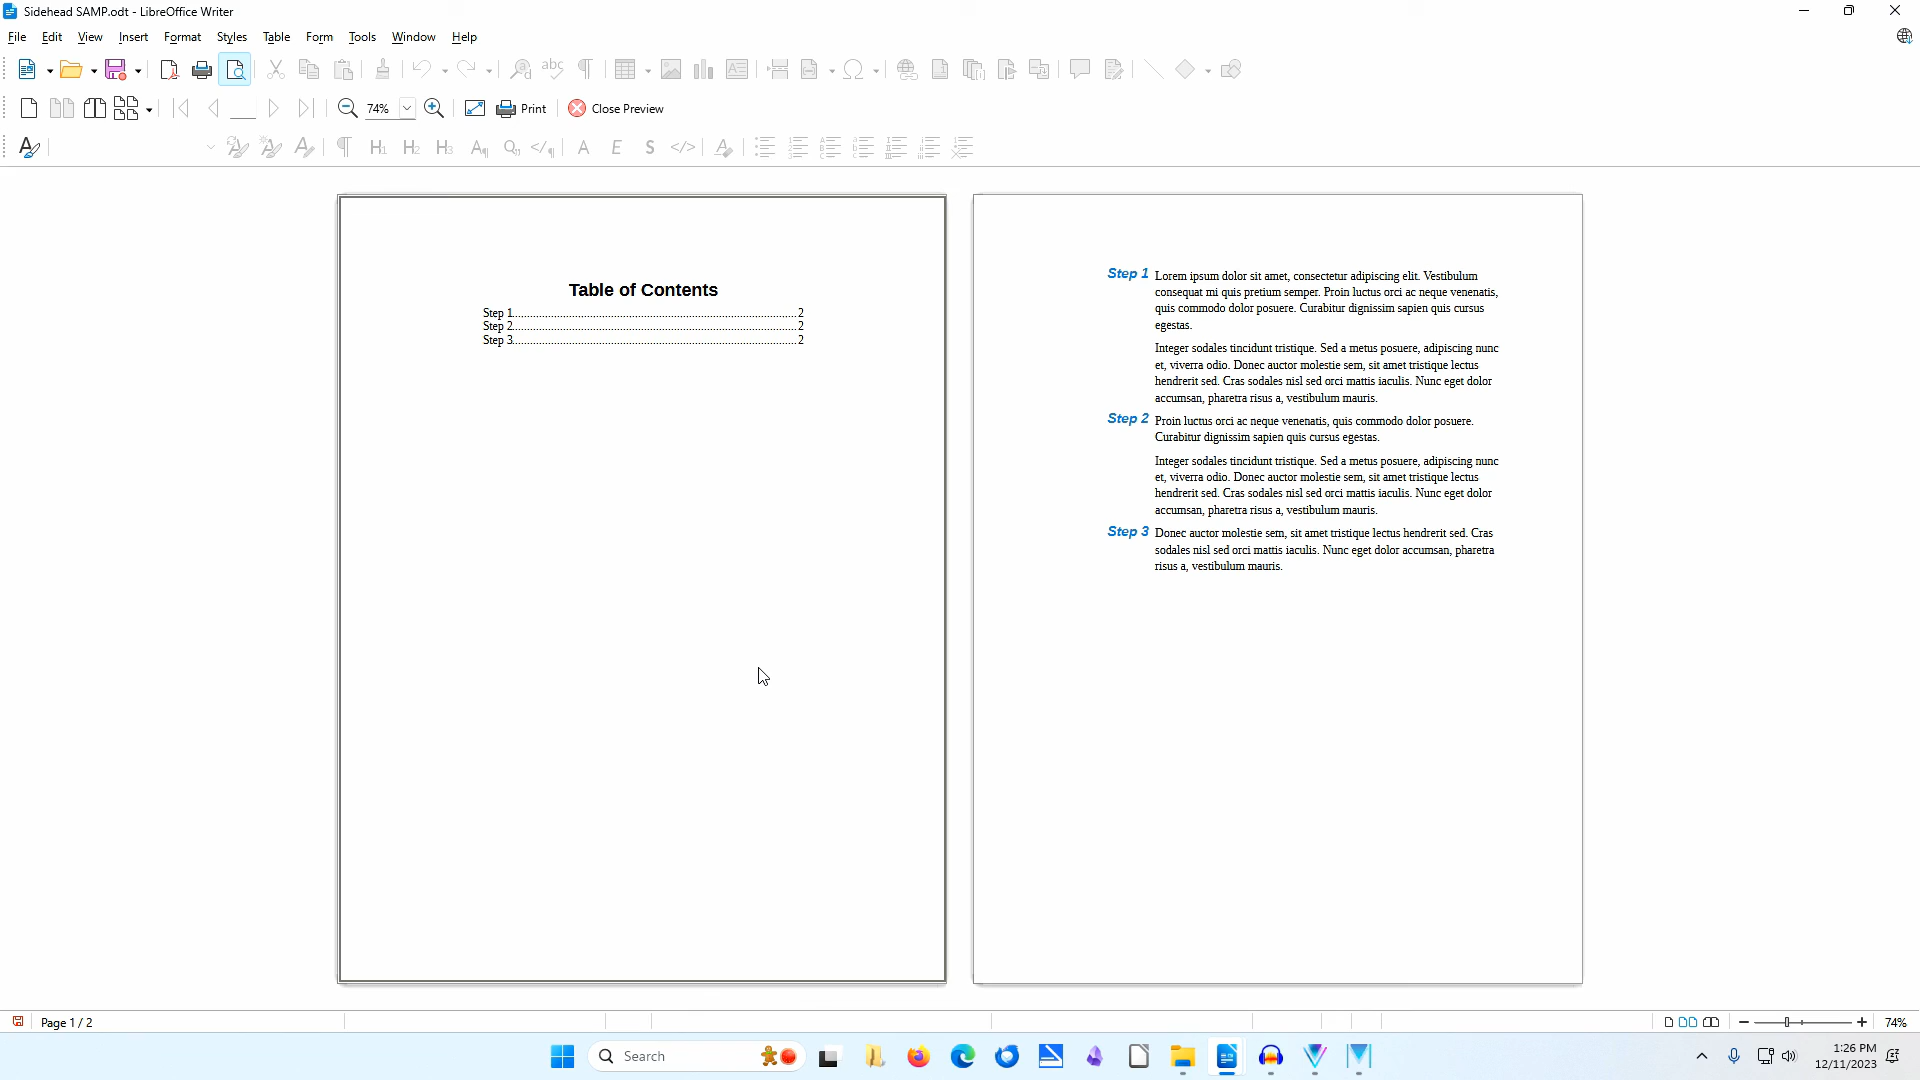 Sidehead SAMP.odt - LibreOffice Writer
File Edit View Insert Format Styles Table Form Tools Window Help
74% Print Close Preview
H1 H2 H3
Table of Contents
Step 1 2
Step 2 2
Step 3 2
Step 1 Lorem ipsum dolor sit amet, consectetur adipiscing elit. Vestibulum
consequat mi quis pretium semper. Proin luctus orci ac neque venenatis,
quis commodo dolor posuere. Curabitur dignissim sapien quis cursus
egestas.
Integer sodales tincidunt tristique. Sed a metus posuere, adipiscing nunc
et, viverra odio. Donec auctor molestie sem, sit amet tristique lectus
hendrerit sed. Cras sodales nisl sed orci mattis iaculis. Nunc eget dolor
accumsan, pharetra risus a, vestibulum mauris.
Step 2 Proin luctus orci ac neque venenatis, quis commodo dolor posuere.
Curabitur dignissim sapien quis cursus egestas.
Integer sodales tincidunt tristique. Sed a metus posuere, adipiscing nunc
et, viverra odio. Donec auctor molestie sem, sit amet tristique lectus
hendrerit sed. Cras sodales nisl sed orci mattis iaculis. Nunc eget dolor
accumsan, pharetra risus a, vestibulum mauris.
Step 3 Donec auctor molestie sem, sit amet tristique lectus hendrerit sed. Cras
sodales nisl sed orci mattis iaculis. Nunc eget dolor accumsan, pharetra
risus a, vestibulum mauris.
Page 1 / 2 74%
Search
1:26 PM
12/11/2023